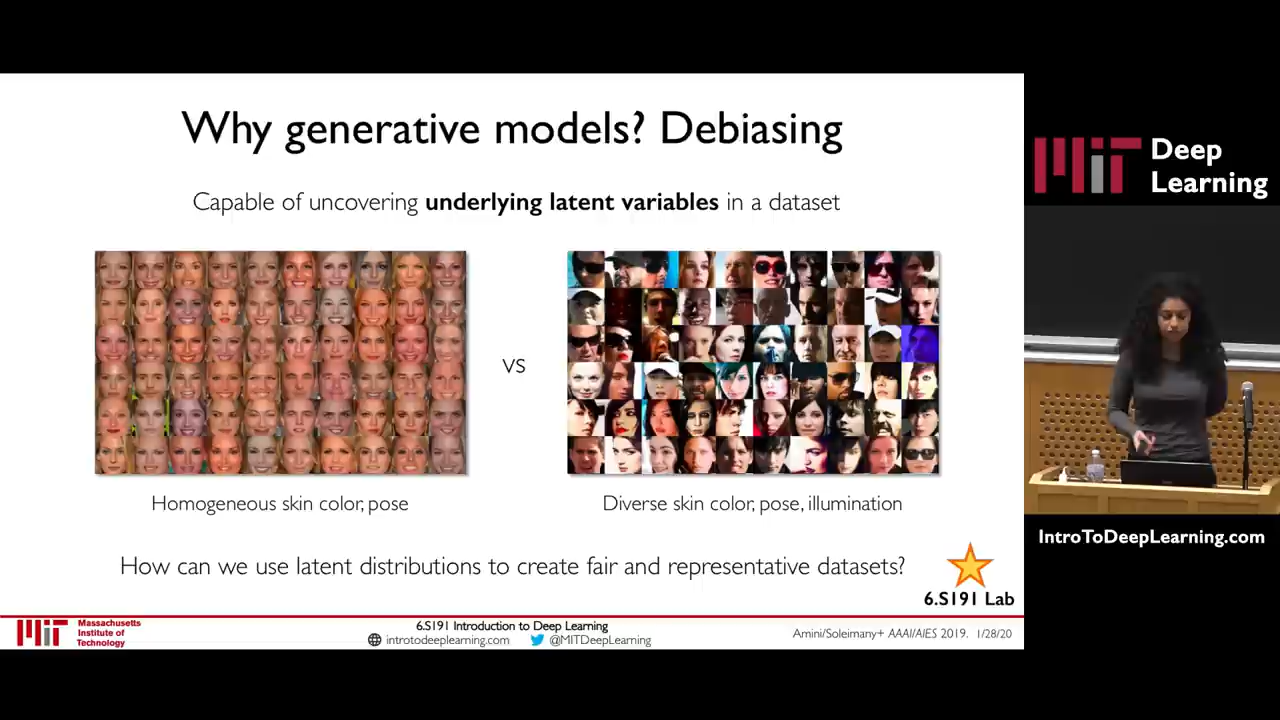 Why generative models? Debiasing
Capable of uncovering underlying latent variables in a dataset
vs
Homogeneous skin color, pose
Diverse skin color, pose, illumination
How can we use latent distributions to create fair and representative datasets?
6.S191 Lab
Massachusetts
Institute of
Technology
6.S191 Introduction to Deep Learning
introtodeeplearning.com
@MITDeepLearning
Amini/Soleimany+ AAAI/AIES 2019. 1/28/20
MIT
Deep
Learning
IntroToDeepLearning.com